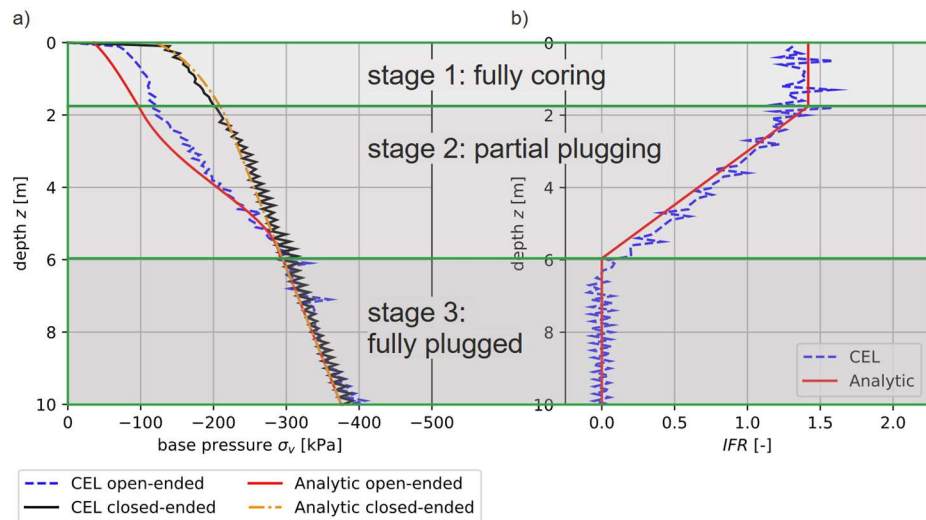 a)
b)
0
2
4
6
8
10
depth z [m]
0
−100
−200
−300
−400
−500
base pressure σv [kPa]
stage 1: fully coring
stage 2: partial plugging
stage 3:
fully plugged
0
2
4
6
8
10
depth z [m]
0.0
0.5
1.0
1.5
2.0
IFR [-]
CEL
Analytic
CEL open-ended
Analytic open-ended
CEL closed-ended
Analytic closed-ended